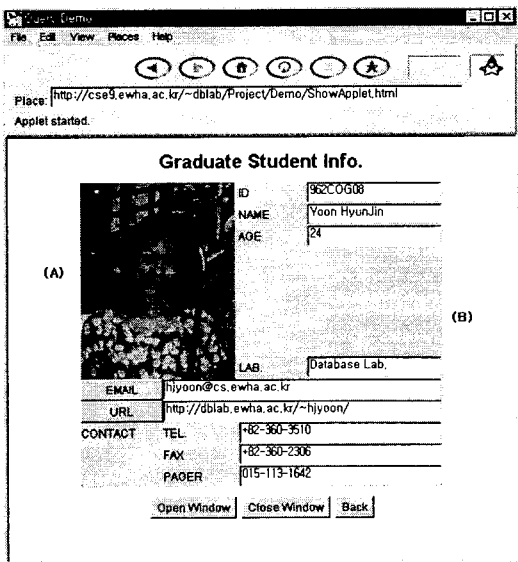 Query Demo
File Edit View Places Help
Place: http://cse9.ewha.ac.kr/~dblab/Project/Demo/ShowApplet.html
Applet started.
Graduate Student Info.
ID 962COG08
NAME Yoon HyunJin
AGE 24
(A)
(B)
LAB. Database Lab.
EMAIL hjyoon@cs.ewha.ac.kr
URL http://dblab.ewha.ac.kr/~hjyoon/
CONTACT TEL +82-360-3510
FAX +82-360-2306
PAGER 015-113-1642
Open Window Close Window Back